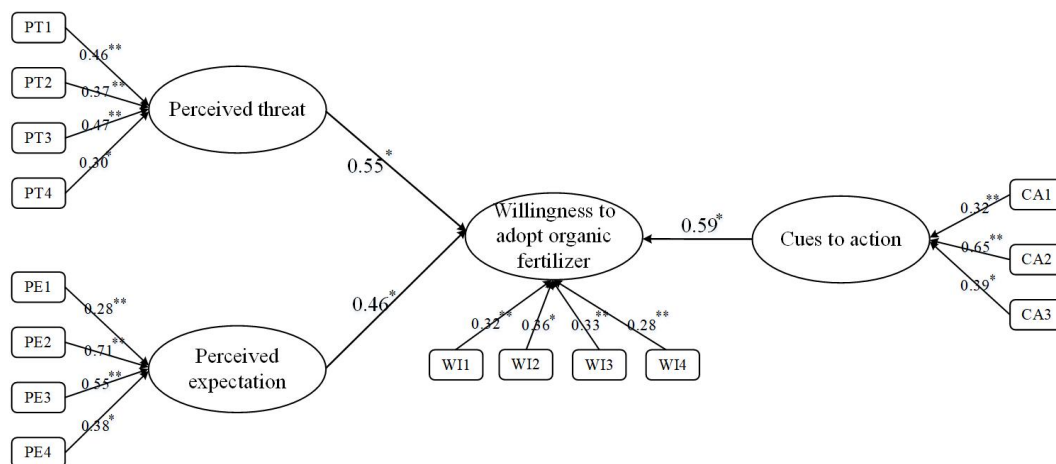 PT1
0.46**
PT2
0.37**
PT3
0.47**
PT4
0.30*
Perceived threat
0.55*
PE1
0.28**
PE2
0.71**
PE3
0.55**
PE4
0.38*
Perceived
expectation
0.46*
Willingness to
adopt organic
fertilizer
0.32**
0.36*
0.33**
0.28**
WI1
WI2
WI3
WI4
0.59*
Cues to action
0.32**
CA1
0.65**
CA2
0.39*
CA3